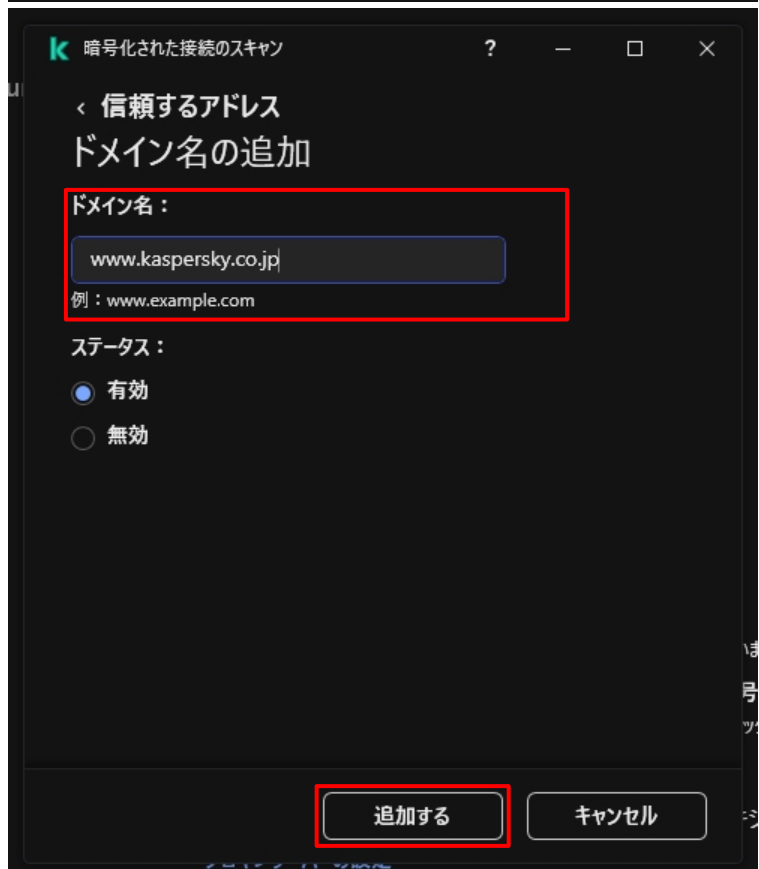 暗号化された接続のスキャン ?
信頼するアドレス
ドメイン名の追加
ドメイン名：
www.kaspersky.co.jp
例：www.example.com
ステータス：
有効
無効
追加する キャンセル